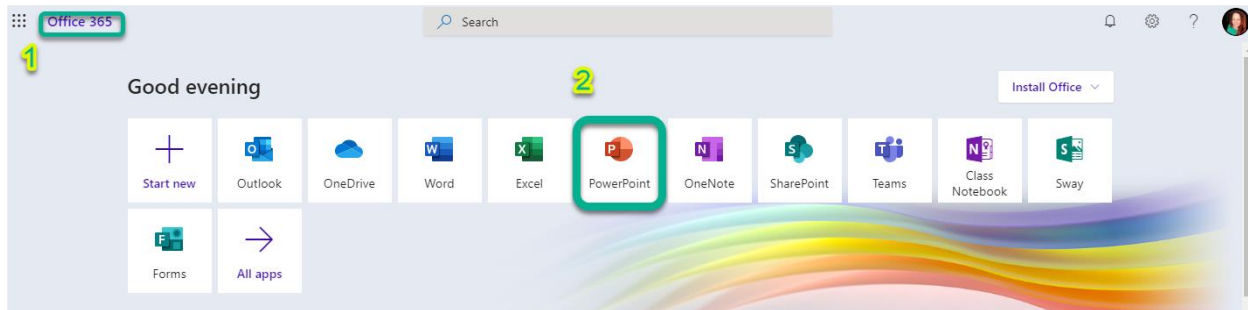 Office 365
Search
?
1
Good evening
2
Install Office
Start new
Outlook
OneDrive
Word
Excel
PowerPoint
OneNote
SharePoint
Teams
Class
Notebook
Sway
Forms
All apps